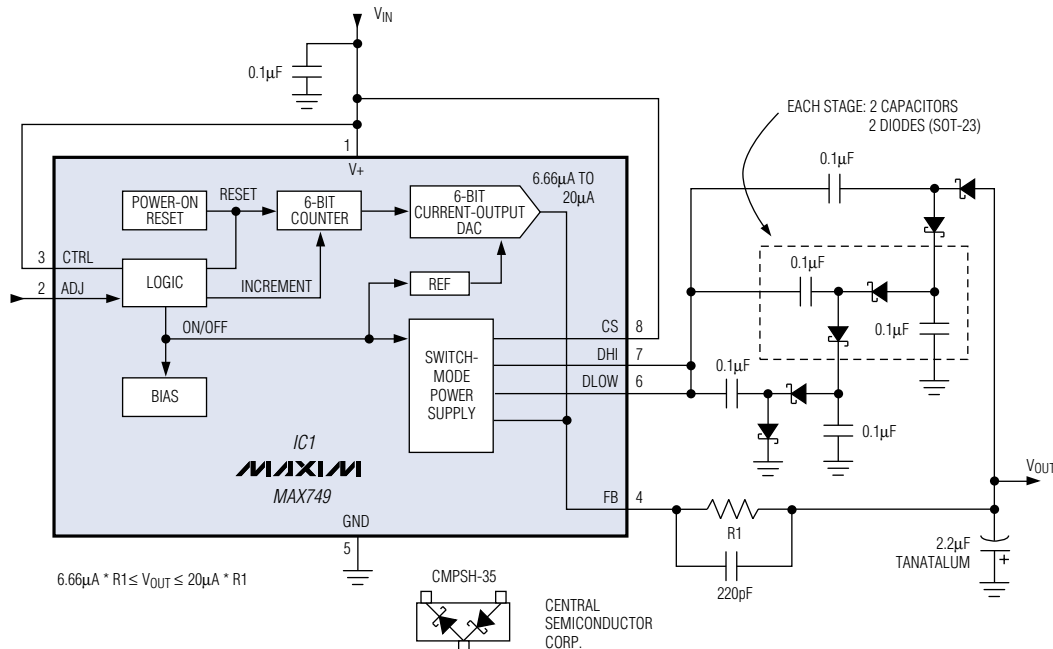 VIN
0.1µF
EACH STAGE: 2 CAPACITORS
2 DIODES (SOT-23)
1
V+
0.1µF
6.66µA TO
20µA
POWER-ON
RESET
RESET
6-BIT
COUNTER
6-BIT
CURRENT-OUTPUT
DAC
3
CTRL
2
ADJ
LOGIC
INCREMENT
REF
0.1µF
0.1µF
ON/OFF
CS
8
DHI
7
DLOW
6
SWITCH-
MODE
POWER
SUPPLY
0.1µF
0.1µF
BIAS
IC1
MAXIM
MAX749
FB
4
R1
220pF
VOUT
2.2µF
TANATALUM
+
GND
5
6.66µA * R1 ≤ VOUT ≤ 20µA * R1
CMPSH-35
CENTRAL
SEMICONDUCTOR
CORP.